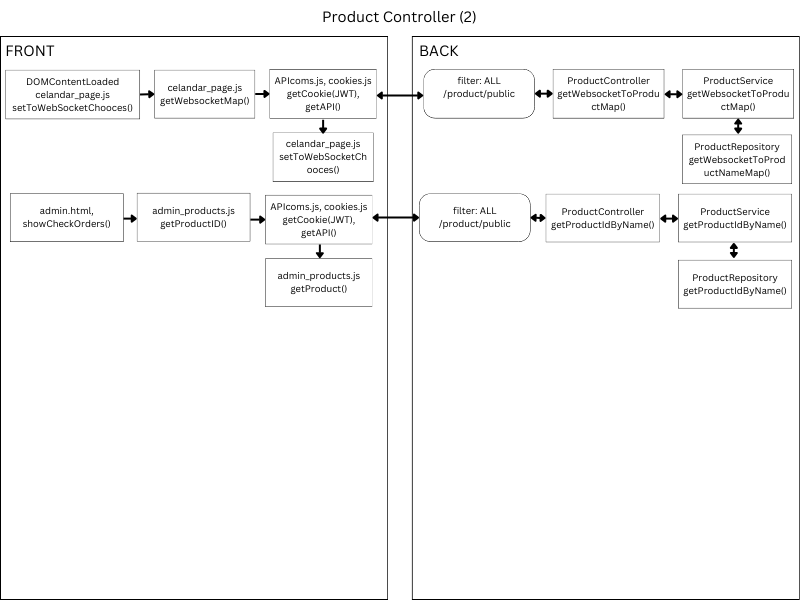 Product Controller (2)
FRONT
DOMContentLoaded
celandar_page.js
setToWebSocketChooces()
celandar_page.js
getWebsocketMap()
APIcoms.js, cookies.js
getCookie(JWT),
getAPI()
celandar_page.js
setToWebSocketCh
ooces()
admin.html,
showCheckOrders()
admin_products.js
getProductID()
APIcoms.js, cookies.js
getCookie(JWT),
getAPI()
admin_products.js
getProduct()
BACK
filter: ALL
/product/public
ProductController
getWebsocketToProdu
ctMap()
ProductService
getWebsocketToProdu
ctMap()
ProductRepository
getWebsocketToProd
uctNameMap()
filter: ALL
/product/public
ProductController
getProductIdByName()
ProductService
getProductIdByName()
ProductRepository
getProductIdByName()